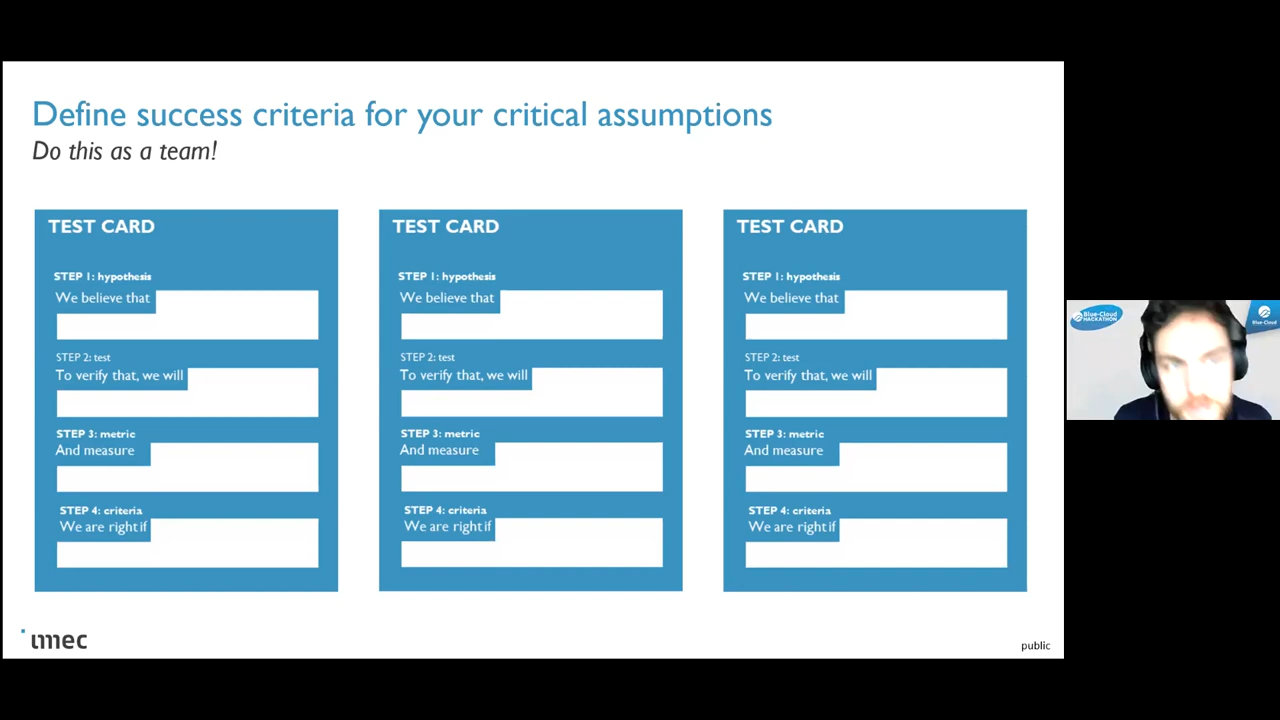 Define success criteria for your critical assumptions
Do this as a team!
TEST CARD
STEP 1: hypothesis
We believe that
STEP 2: test
To verify that, we will
STEP 3: metric
And measure
STEP 4: criteria
We are right if
TEST CARD
STEP 1: hypothesis
We believe that
STEP 2: test
To verify that, we will
STEP 3: metric
And measure
STEP 4: criteria
We are right if
TEST CARD
STEP 1: hypothesis
We believe that
STEP 2: test
To verify that, we will
STEP 3: metric
And measure
STEP 4: criteria
We are right if
imec
public
Blue-Cloud
HACKATHON
Blue-Cloud